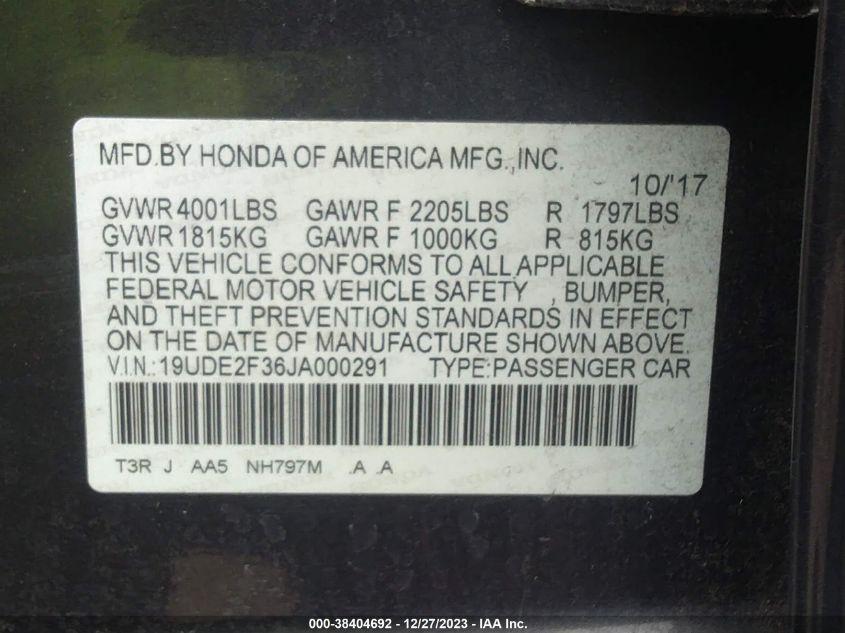 MFD.BY HONDA OF AMERICA MFG.,INC.
10/'17
GVWR 4001LBS GAWR F 2205LBS R 1797LBS
GVWR 1815KG GAWR F 1000KG R 815KG
THIS VEHICLE CONFORMS TO ALL APPLICABLE
FEDERAL MOTOR VEHICLE SAFETY , BUMPER,
AND THEFT PREVENTION STANDARDS IN EFFECT
ON THE DATE OF MANUFACTURE SHOWN ABOVE.
V.I.N.:19UDE2F36JA000291 TYPE:PASSENGER CAR
T3R J AA5 NH797M .A .A
000-38404692 - 12/27/2023 - IAA Inc.